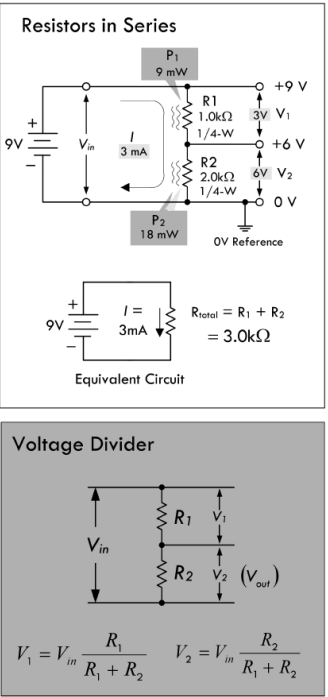 Resistors in Series
P1
9 mW
+9 V
R1
1.0kΩ
1/4-W
3V V1
+
9V
−
Vin
I
3 mA
+6 V
R2
2.0kΩ
1/4-W
6V V2
0 V
P2
18 mW
0V Reference
+
9V
−
I =
3mA
Rtotal = R1 + R2
= 3.0kΩ
Equivalent Circuit
Voltage Divider
R1 V1
Vin
R2 V2 (Vout)
V1 = Vin R1 / (R1 + R2) V2 = Vin R2 / (R1 + R2)